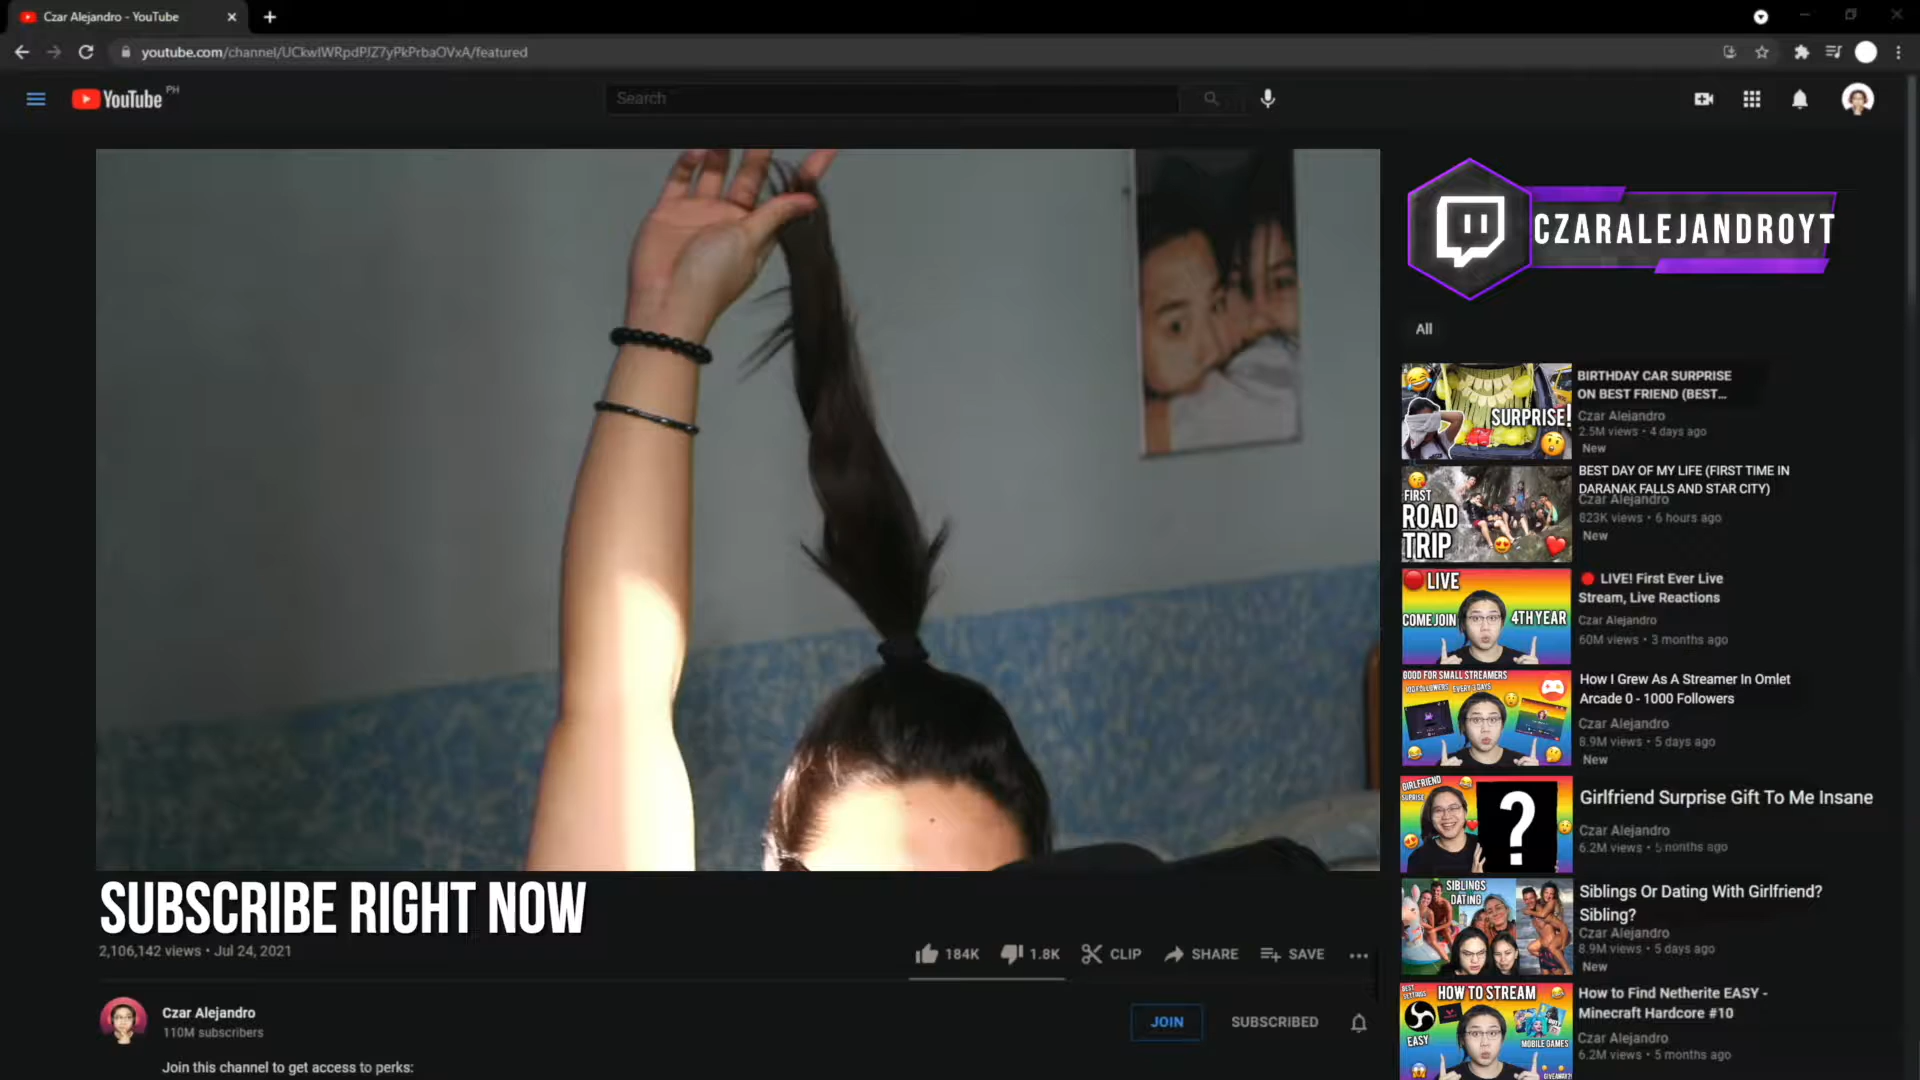 Czar Alejandro - YouTube
youtube.com/channel/UCkwIWRpdPJZ7yPkPrbaOVxA/featured
YouTube PH
Search
CZARALEJANDROYT
All
SURPRISE!
BIRTHDAY CAR SURPRISE
ON BEST FRIEND (BEST...
Czar Alejandro
2.5M views • 4 days ago
New
FIRST
ROAD
TRIP
BEST DAY OF MY LIFE (FIRST TIME IN
DARANAK FALLS AND STAR CITY)
Czar Alejandro
823K views • 6 hours ago
New
LIVE
COME JOIN
4TH YEAR
LIVE! First Ever Live
Stream, Live Reactions
Czar Alejandro
60M views • 3 months ago
GOOD FOR SMALL STREAMERS
EVERY 3 DAYS
How I Grew As A Streamer In Omlet
Arcade 0 - 1000 Followers
Czar Alejandro
8.9M views • 5 days ago
New
GIRLFRIEND
SUPRISE
?
Girlfriend Surprise Gift To Me Insane
Czar Alejandro
6.2M views • 5 months ago
SIBLINGS
DATING
Siblings Or Dating With Girlfriend?
Sibling?
Czar Alejandro
8.9M views • 5 days ago
New
BEST
SETTINGS
HOW TO STREAM
EASY
MOBILE GAMES
How to Find Netherite EASY -
Minecraft Hardcore #10
Czar Alejandro
6.2M views • 5 months ago
SUBSCRIBE RIGHT NOW
2,106,142 views • Jul 24, 2021
184K
1.8K
CLIP
SHARE
SAVE
Czar Alejandro
110M subscribers
JOIN
SUBSCRIBED
Join this channel to get access to perks: